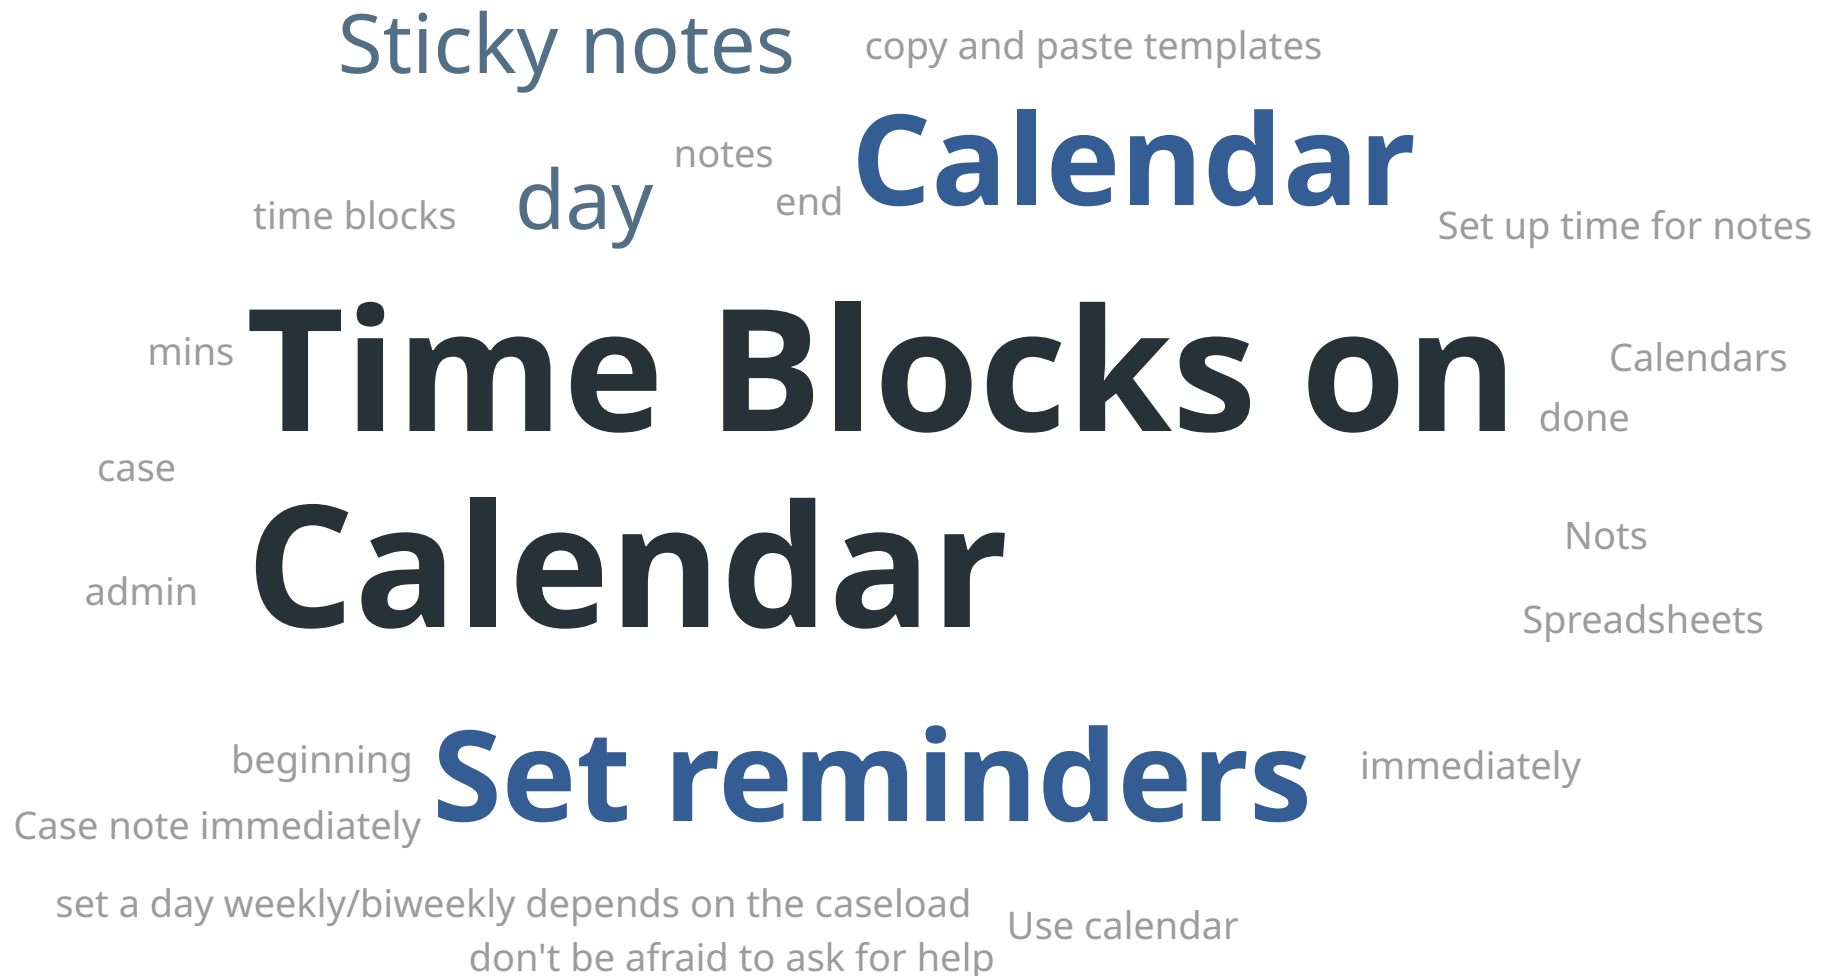 Sticky notes
copy and paste templates
Calendar
notes
day
end
time blocks
Set up time for notes
Time Blocks on
Calendar
mins
Calendars
done
case
Nots
admin
Spreadsheets
Set reminders
beginning
immediately
Case note immediately
set a day weekly/biweekly depends on the caseload
Use calendar
don't be afraid to ask for help